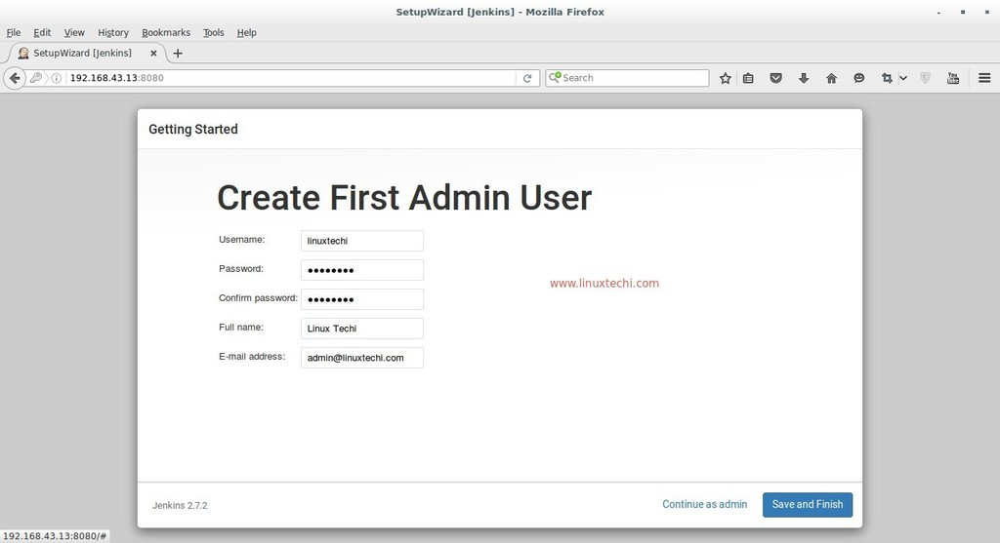 SetupWizard [Jenkins] - Mozilla Firefox
File Edit View History Bookmarks Tools Help
SetupWizard [Jenkins]
192.168.43.13:8080
Search
You Tube
Getting Started
Create First Admin User
Username: linuxtechi
Password: ••••••••
www.linuxtechi.com
Confirm password: ••••••••
Full name: Linux Techi
E-mail address: admin@linuxtechi.com
Jenkins 2.7.2
Continue as admin
Save and Finish
192.168.43.13:8080/#